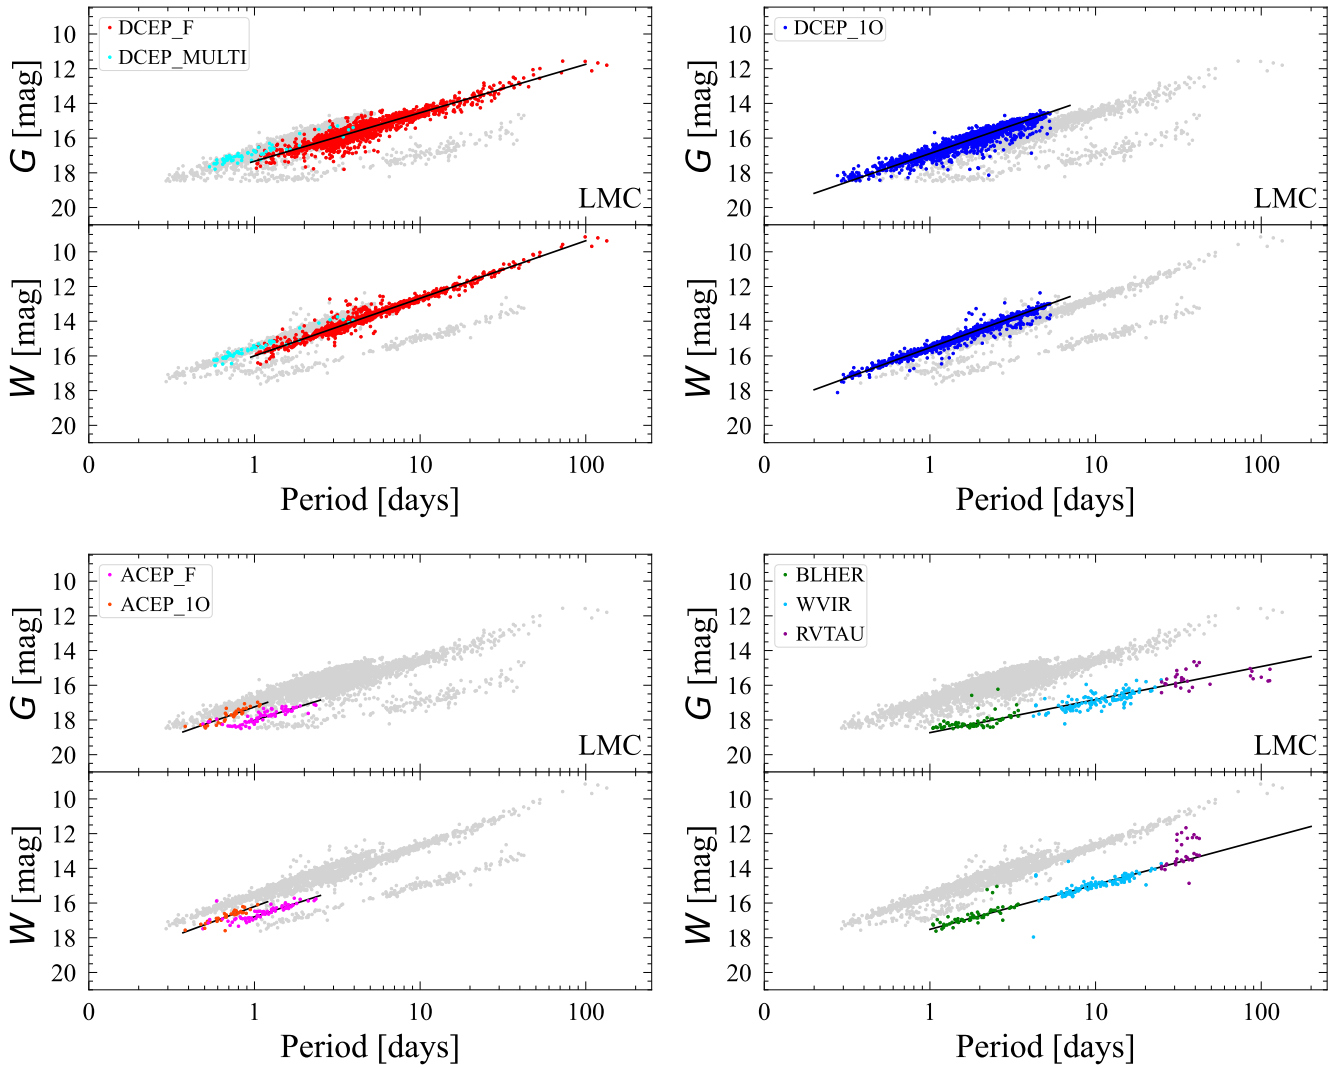 DCEP_F
DCEP_MULTI
10
12
14
16
18
20
G [mag]
LMC
10
12
14
16
18
20
W [mag]
0 1 10 100
Period [days]
DCEP_1O
10
12
14
16
18
20
G [mag]
LMC
10
12
14
16
18
20
W [mag]
0 1 10 100
Period [days]
ACEP_F
ACEP_1O
10
12
14
16
18
20
G [mag]
LMC
10
12
14
16
18
20
W [mag]
0 1 10 100
Period [days]
BLHER
WVIR
RVTAU
10
12
14
16
18
20
G [mag]
LMC
10
12
14
16
18
20
W [mag]
0 1 10 100
Period [days]